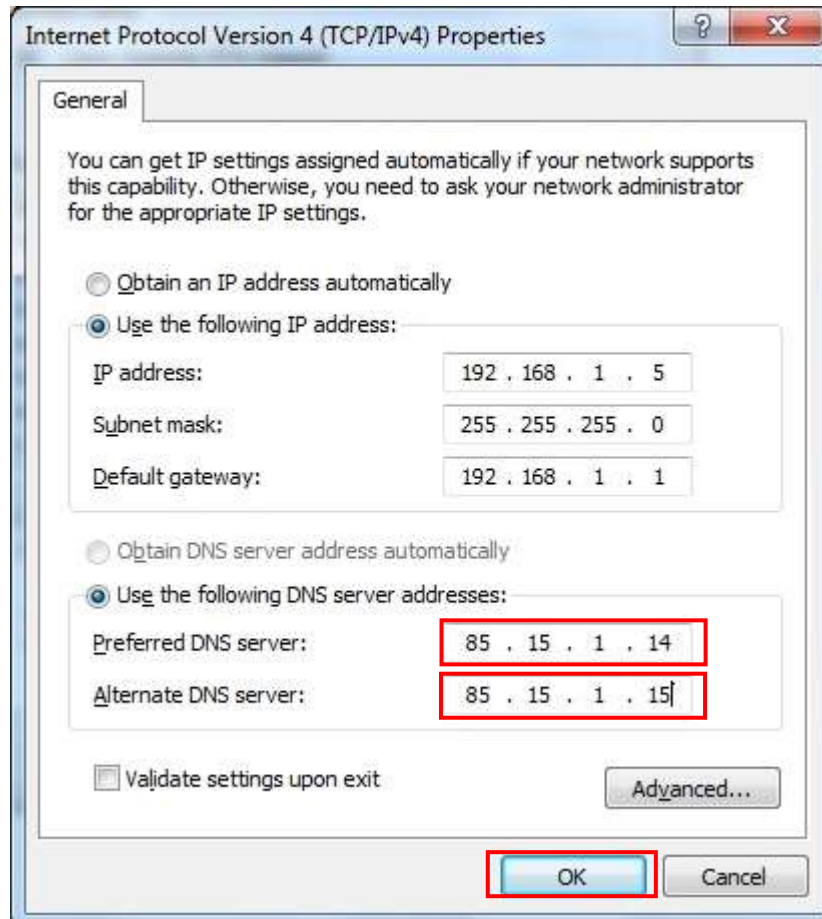 Internet Protocol Version 4 (TCP/IPv4) Properties
General
You can get IP settings assigned automatically if your network supports
this capability. Otherwise, you need to ask your network administrator
for the appropriate IP settings.
Obtain an IP address automatically
Use the following IP address:
IP address: 192 . 168 . 1 . 5
Subnet mask: 255 . 255 . 255 . 0
Default gateway: 192 . 168 . 1 . 1
Obtain DNS server address automatically
Use the following DNS server addresses:
Preferred DNS server: 85 . 15 . 1 . 14
Alternate DNS server: 85 . 15 . 1 . 15
Validate settings upon exit
Advanced...
OK Cancel